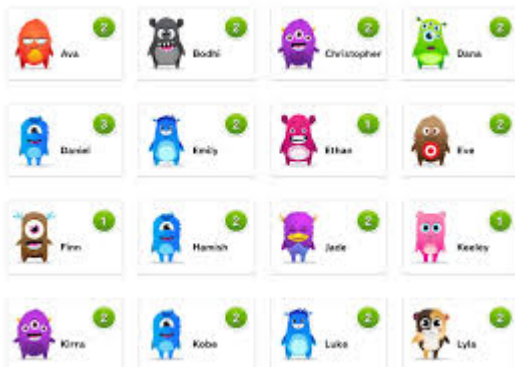 2 2 2 2
Ava Bodhi Christopher Dana
3 2 1 2
Daniel Emily Ethan Eve
1 2 2 1
Finn Hamish Jade Keeley
2 2 2 2
Kirra Kobe Luke Lyla